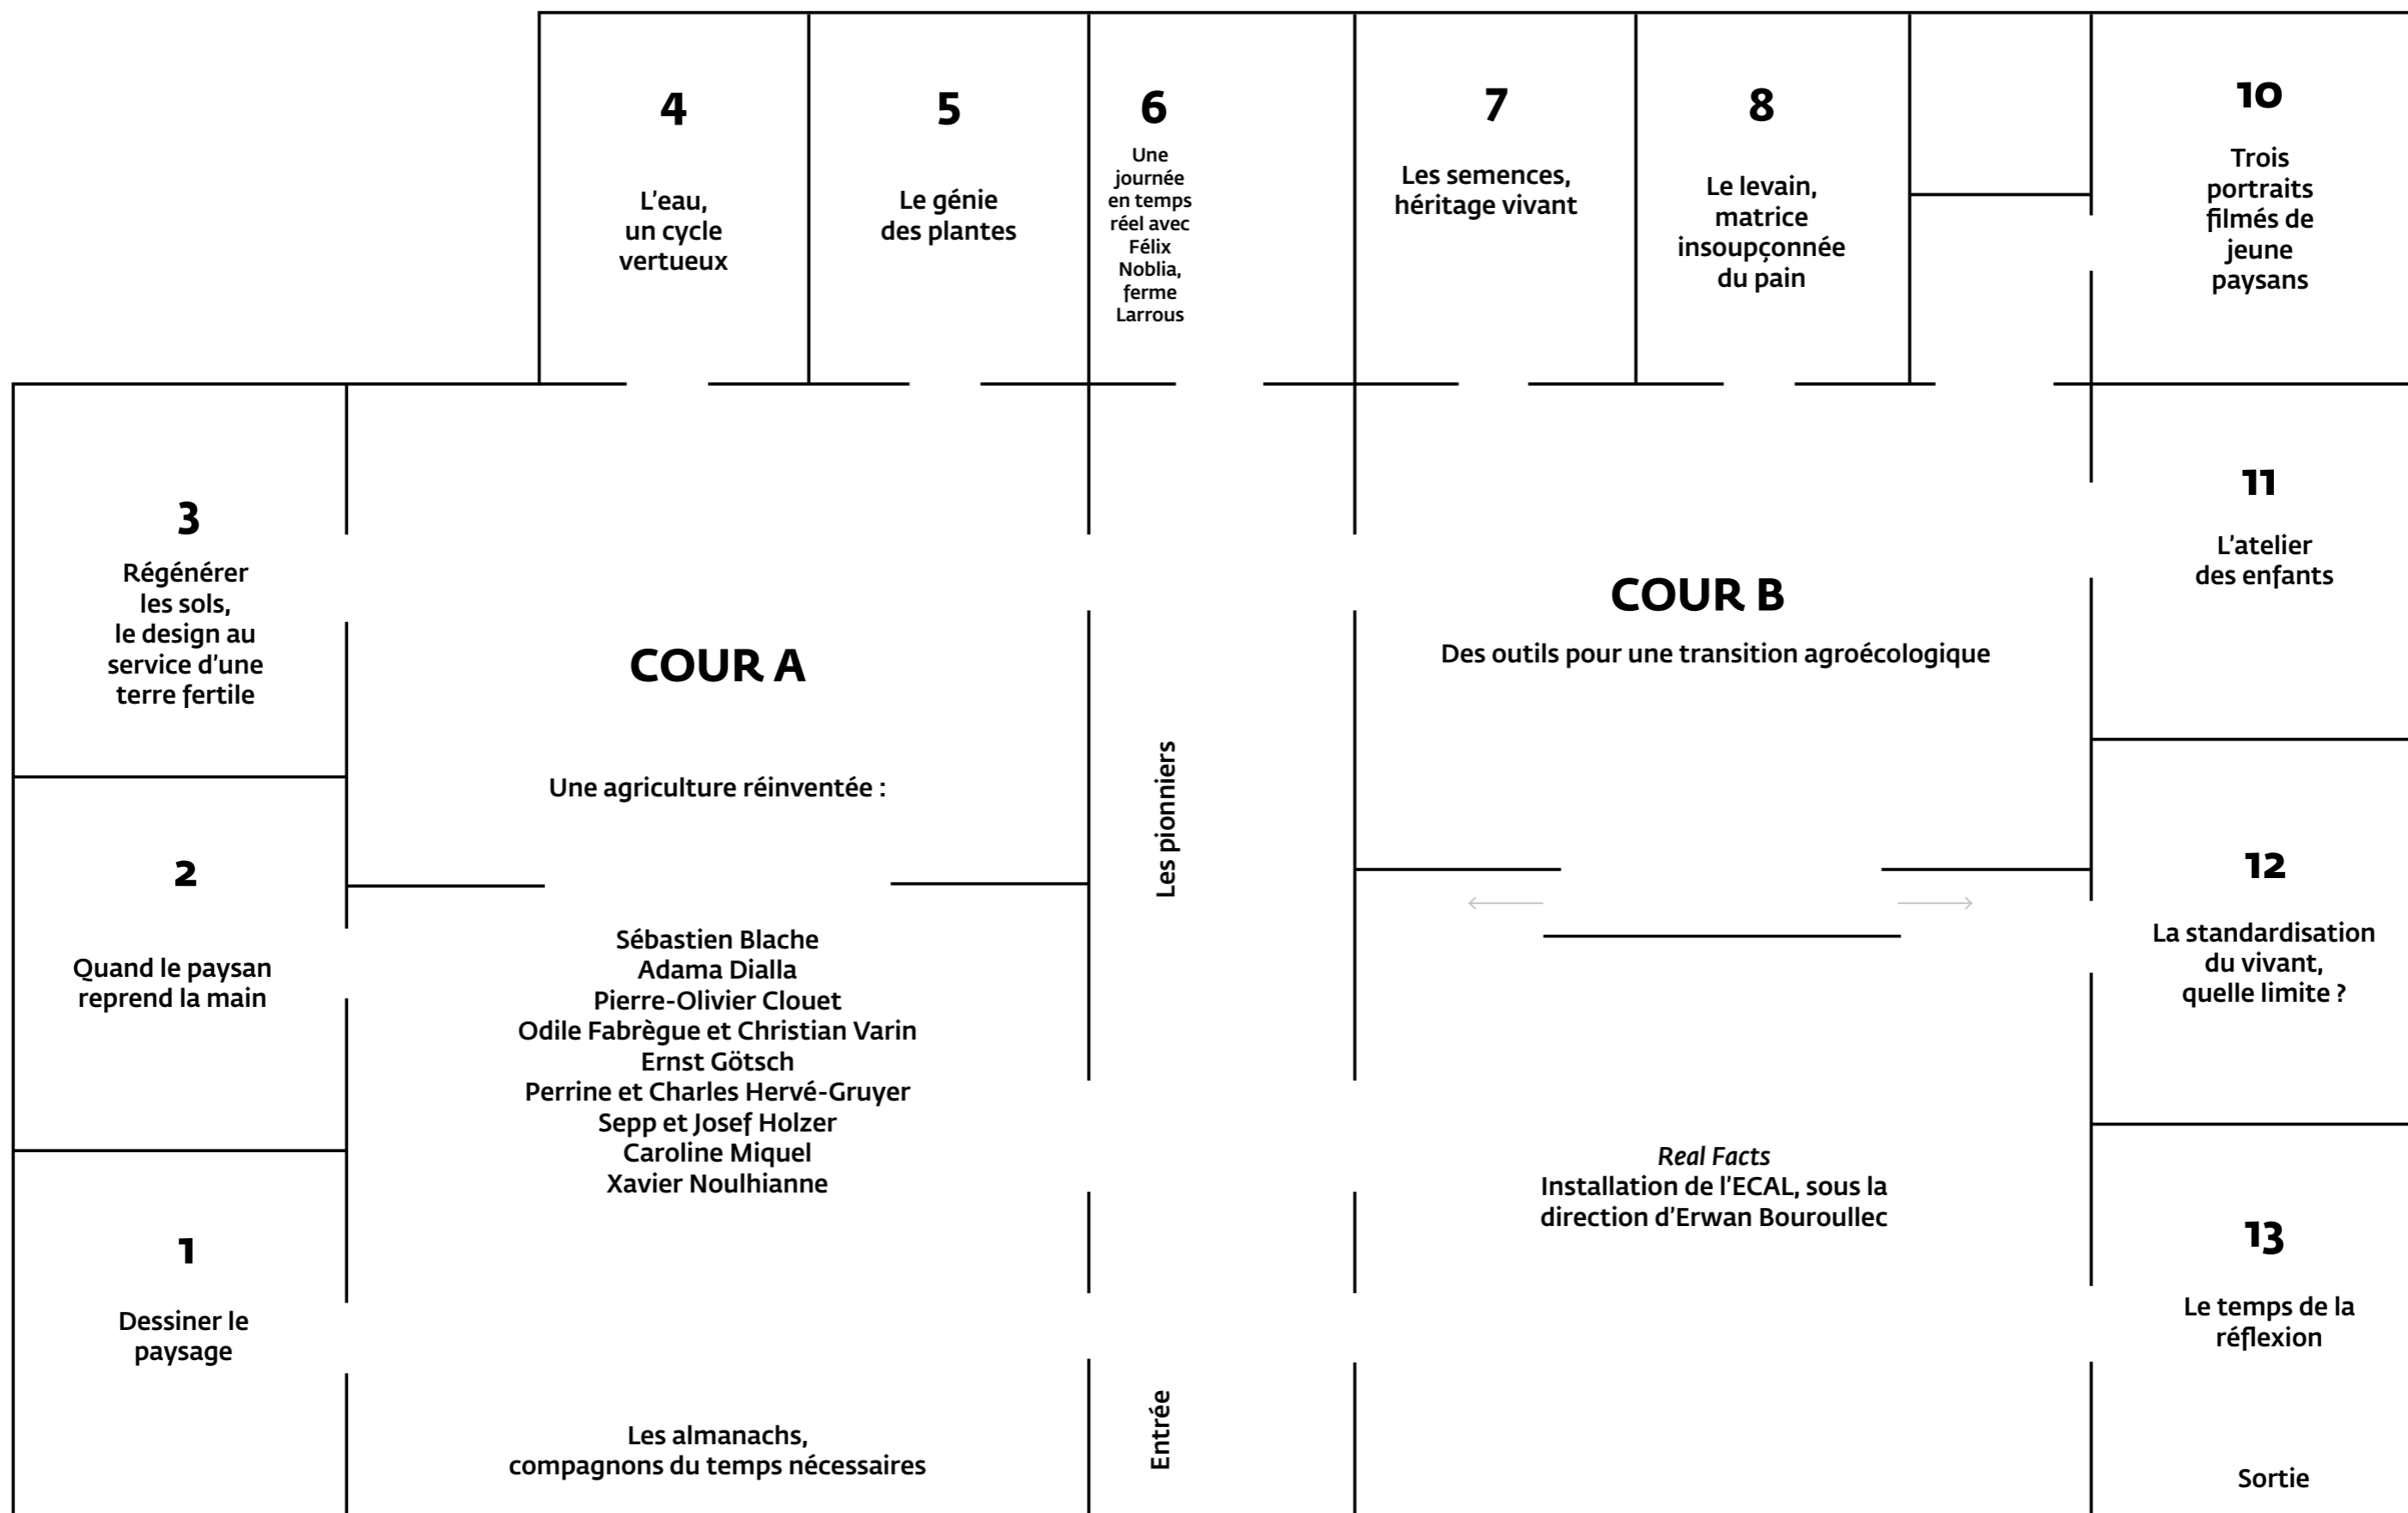 4
L'eau,
un cycle
vertueux
5
Le génie
des plantes
6
Une
journée
en temps
réel avec
Félix
Noblia,
ferme
Larrous
7
Les semences,
héritage vivant
8
Le levain,
matrice
insoupçonnée
du pain
10
Trois
portraits
filmés de
jeune
paysans
3
Régénérer
les sols,
le design au
service d'une
terre fertile
COUR A
Une agriculture réinventée :
Sébastien Blache
Adama Dialla
Pierre-Olivier Clouet
Odile Fabrègue et Christian Varin
Ernst Götsch
Perrine et Charles Hervé-Gruyer
Sepp et Josef Holzer
Caroline Miquel
Xavier Noulhianne
Les almanachs,
compagnons du temps nécessaires
2
Quand le paysan
reprend la main
1
Dessiner le
paysage
Les pionniers
Entrée
COUR B
Des outils pour une transition agroécologique
Real Facts
Installation de l'ECAL, sous la
direction d'Erwan Bouroullec
11
L'atelier
des enfants
12
La standardisation
du vivant,
quelle limite ?
13
Le temps de la
réflexion
Sortie